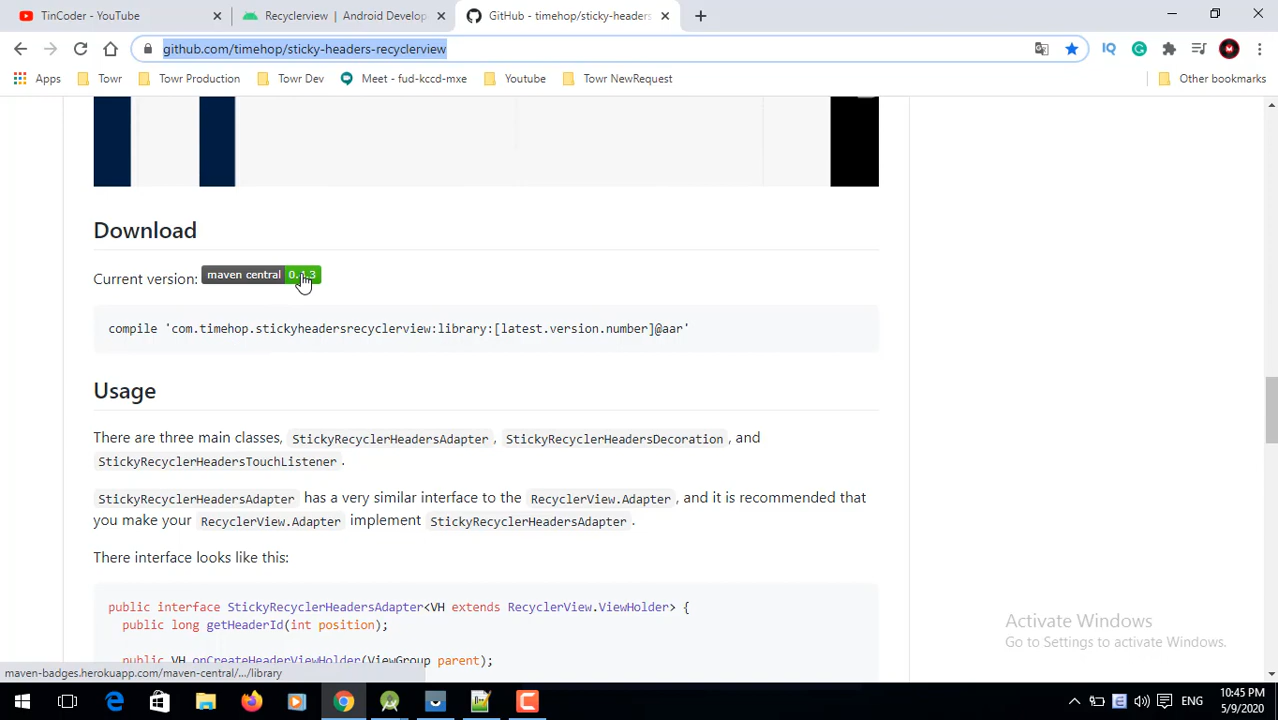 TinCoder - YouTube
Recyclerview | Android Develop
GitHub - timehop/sticky-headers
github.com/timehop/sticky-headers-recyclerview
Apps
Towr
Towr Production
Towr Dev
Meet - fud-kccd-mxe
Youtube
Towr NewRequest
Other bookmarks
Download
Current version: maven central
compile 'com.timehop.stickyheadersrecyclerview:library:[latest.version.number]@aar'
Usage
There are three main classes, StickyRecyclerHeadersAdapter, StickyRecyclerHeadersDecoration, and
StickyRecyclerHeadersTouchListener.
StickyRecyclerHeadersAdapter has a very similar interface to the RecyclerView.Adapter, and it is recommended that
you make your RecyclerView.Adapter implement StickyRecyclerHeadersAdapter.
There interface looks like this:
public interface StickyRecyclerHeadersAdapter<VH extends RecyclerView.ViewHolder> {
public long getHeaderId(int position);
public VH onCreateHeaderViewHolder(ViewGroup parent);
Activate Windows
Go to Settings to activate Windows.
maven-badges.herokuapp.com/maven-central/.../library
ENG
10:45 PM
5/9/2020